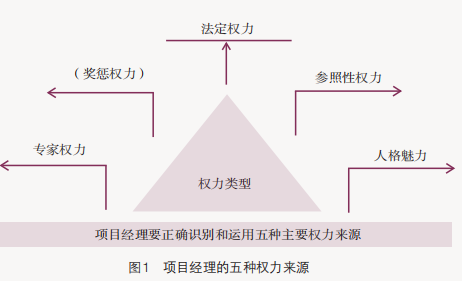 法定权力
（奖惩权力）
参照性权力
专家权力
人格魅力
权力类型
项目经理要正确识别和运用五种主要权力来源
图1 项目经理的五种权力来源